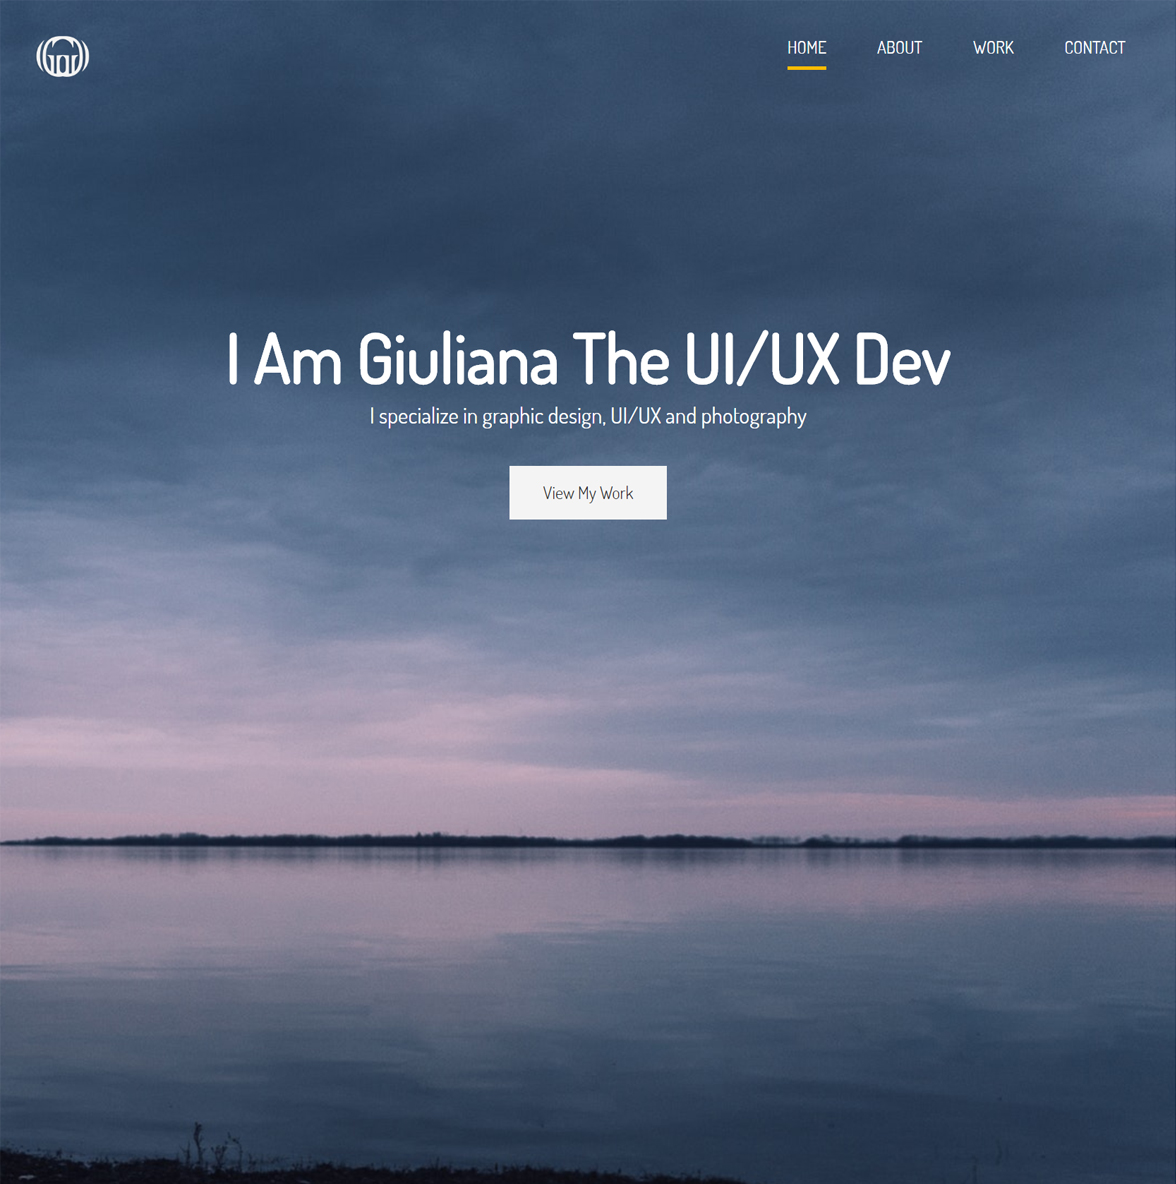 HOME ABOUT WORK CONTACT
I Am Giuliana The UI/UX Dev
I specialize in graphic design, UI/UX and photography
View My Work